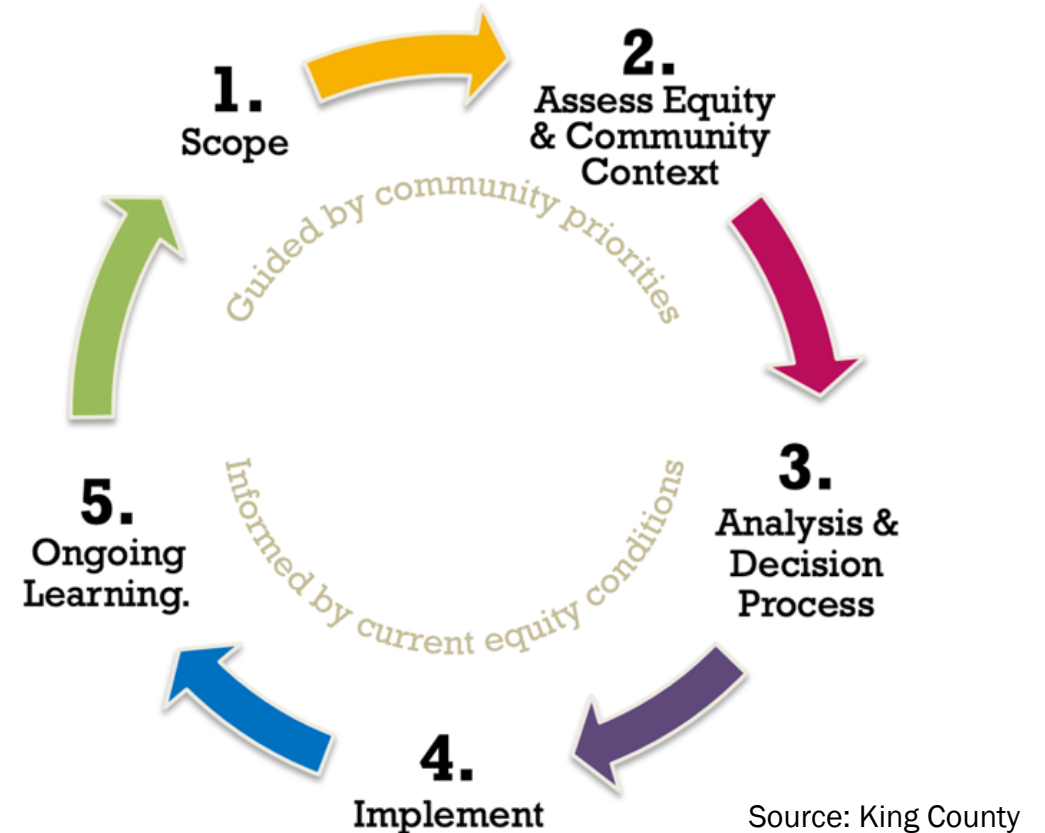 1.
Scope
2.
Assess Equity
& Community
Context
Guided by community priorities
3.
Analysis &
Decision
Process
Informed by current equity conditions
4.
Implement
5.
Ongoing
Learning.
Source: King County